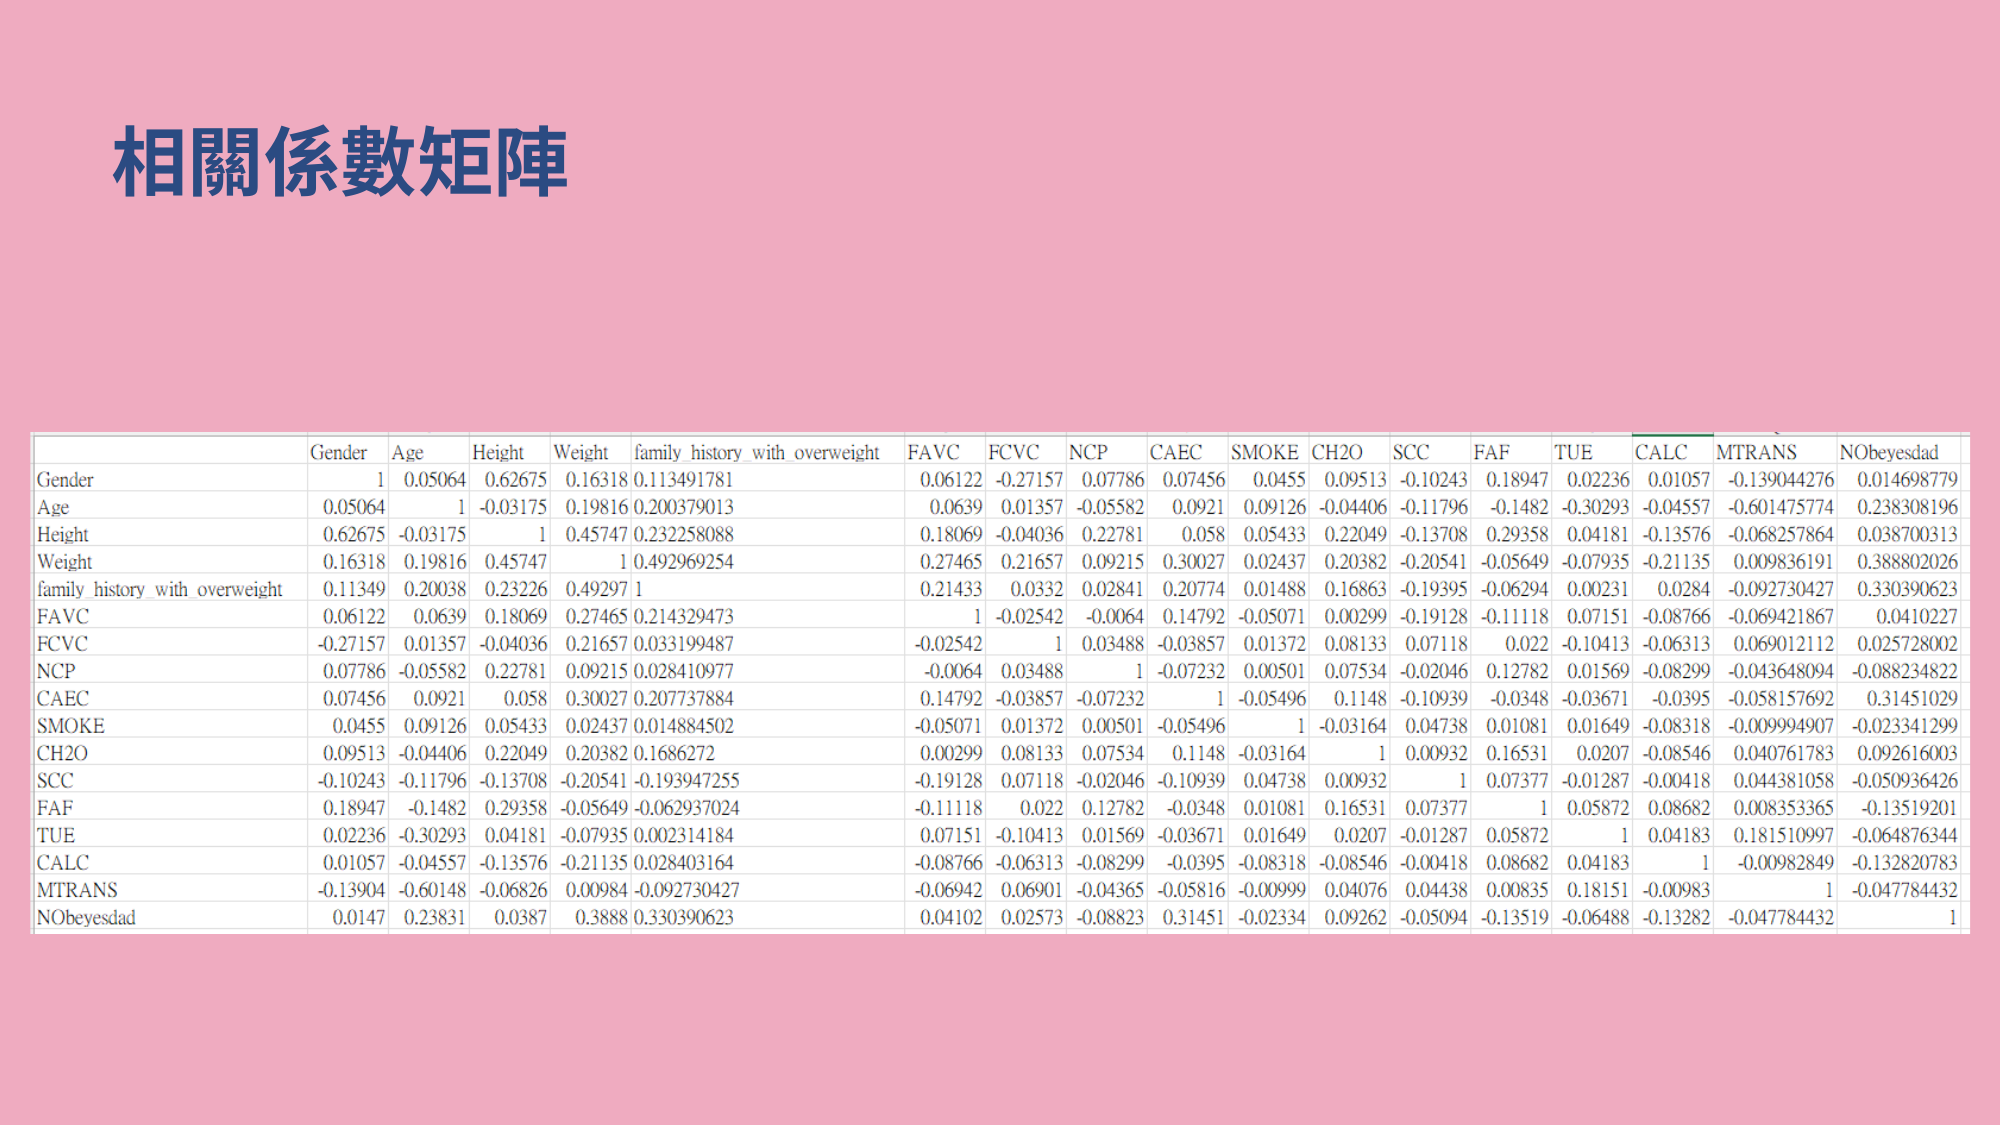 相關係數矩陣
Gender Age Height Weight family_history_with_overweight FAVC FCVC NCP CAEC SMOKE CH2O SCC FAF TUE CALC MTRANS NObeyesdad
Gender 1 0.05064 0.62675 0.16318 0.113491781 0.06122 -0.27157 0.07786 0.07456 0.0455 0.09513 -0.10243 0.18947 0.02236 0.01057 -0.139044276 0.014698779
Age 0.05064 1 -0.03175 0.19816 0.200379013 0.0639 0.01357 -0.05582 0.0921 0.09126 -0.04406 -0.11796 -0.1482 -0.30293 -0.04557 -0.601475774 0.238308196
Height 0.62675 -0.03175 1 0.45747 0.232258088 0.18069 -0.04036 0.22781 0.058 0.05433 0.22049 -0.13708 0.29358 0.04181 -0.13576 -0.068257864 0.038700313
Weight 0.16318 0.19816 0.45747 1 0.492969254 0.27465 0.21657 0.09215 0.30027 0.02437 0.20382 -0.20541 -0.05649 -0.07935 -0.21135 0.009836191 0.388802026
family_history_with_overweight 0.11349 0.20038 0.23226 0.49297 1 0.21433 0.0332 0.02841 0.20774 0.01488 0.16863 -0.19395 -0.06294 0.00231 0.0284 -0.092730427 0.330390623
FAVC 0.06122 0.0639 0.18069 0.27465 0.214329473 1 -0.02542 -0.0064 0.14792 -0.05071 0.00299 -0.19128 -0.11118 0.07151 -0.08766 -0.069421867 0.0410227
FCVC -0.27157 0.01357 -0.04036 0.21657 0.033199487 -0.02542 1 0.03488 -0.03857 0.01372 0.08133 0.07118 0.022 -0.10413 -0.06313 0.069012112 0.025728002
NCP 0.07786 -0.05582 0.22781 0.09215 0.028410977 -0.0064 0.03488 1 -0.07232 0.00501 0.07534 -0.02046 0.12782 0.01569 -0.08299 -0.043648094 -0.088234822
CAEC 0.07456 0.0921 0.058 0.30027 0.207737884 0.14792 -0.03857 -0.07232 1 -0.05496 0.1148 -0.10939 -0.0348 -0.03671 -0.0395 -0.058157692 0.31451029
SMOKE 0.0455 0.09126 0.05433 0.02437 0.014884502 -0.05071 0.01372 0.00501 -0.05496 1 -0.03164 0.04738 0.01081 0.01649 -0.08318 -0.009994907 -0.023341299
CH2O 0.09513 -0.04406 0.22049 0.20382 0.1686272 0.00299 0.08133 0.07534 0.1148 -0.03164 1 0.00932 0.16531 0.0207 -0.08546 0.040761783 0.092616003
SCC -0.10243 -0.11796 -0.13708 -0.20541 -0.193947255 -0.19128 0.07118 -0.02046 -0.10939 0.04738 0.00932 1 0.07377 -0.01287 -0.00418 0.044381058 -0.050936426
FAF 0.18947 -0.1482 0.29358 -0.05649 -0.062937024 -0.11118 0.022 0.12782 -0.0348 0.01081 0.16531 0.07377 1 0.05872 0.08682 0.008353365 -0.13519201
TUE 0.02236 -0.30293 0.04181 -0.07935 0.002314184 0.07151 -0.10413 0.01569 -0.03671 0.01649 0.0207 -0.01287 0.05872 1 0.04183 0.181510997 -0.064876344
CALC 0.01057 -0.04557 -0.13576 -0.21135 0.028403164 -0.08766 -0.06313 -0.08299 -0.0395 -0.08318 -0.08546 -0.00418 0.08682 0.04183 1 -0.00982849 -0.132820783
MTRANS -0.13904 -0.60148 -0.06826 0.00984 -0.092730427 -0.06942 0.06901 -0.04365 -0.05816 -0.00999 0.04076 0.04438 0.00835 0.18151 -0.00983 1 -0.047784432
NObeyesdad 0.0147 0.23831 0.0387 0.3888 0.330390623 0.04102 0.02573 -0.08823 0.31451 -0.02334 0.09262 -0.05094 -0.13519 -0.06488 -0.13282 -0.047784432 1